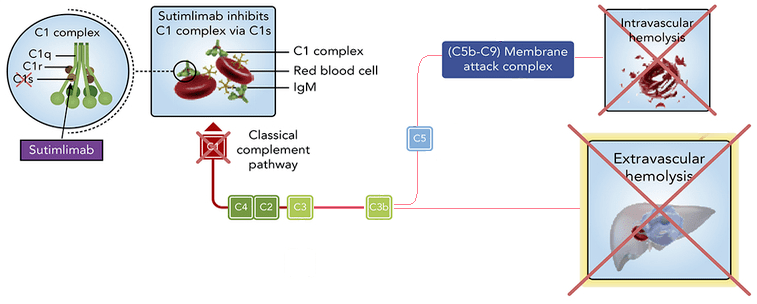 C1 complex
C1q
C1r
C1s
Sutimlimab
Sutimlimab inhibits
C1 complex via C1s
C1 complex
Red blood cell
IgM
C1
Classical
complement
pathway
C4
C2
C3
C3b
C5
(C5b-C9) Membrane
attack complex
Intravascular
hemolysis
Extravascular
hemolysis